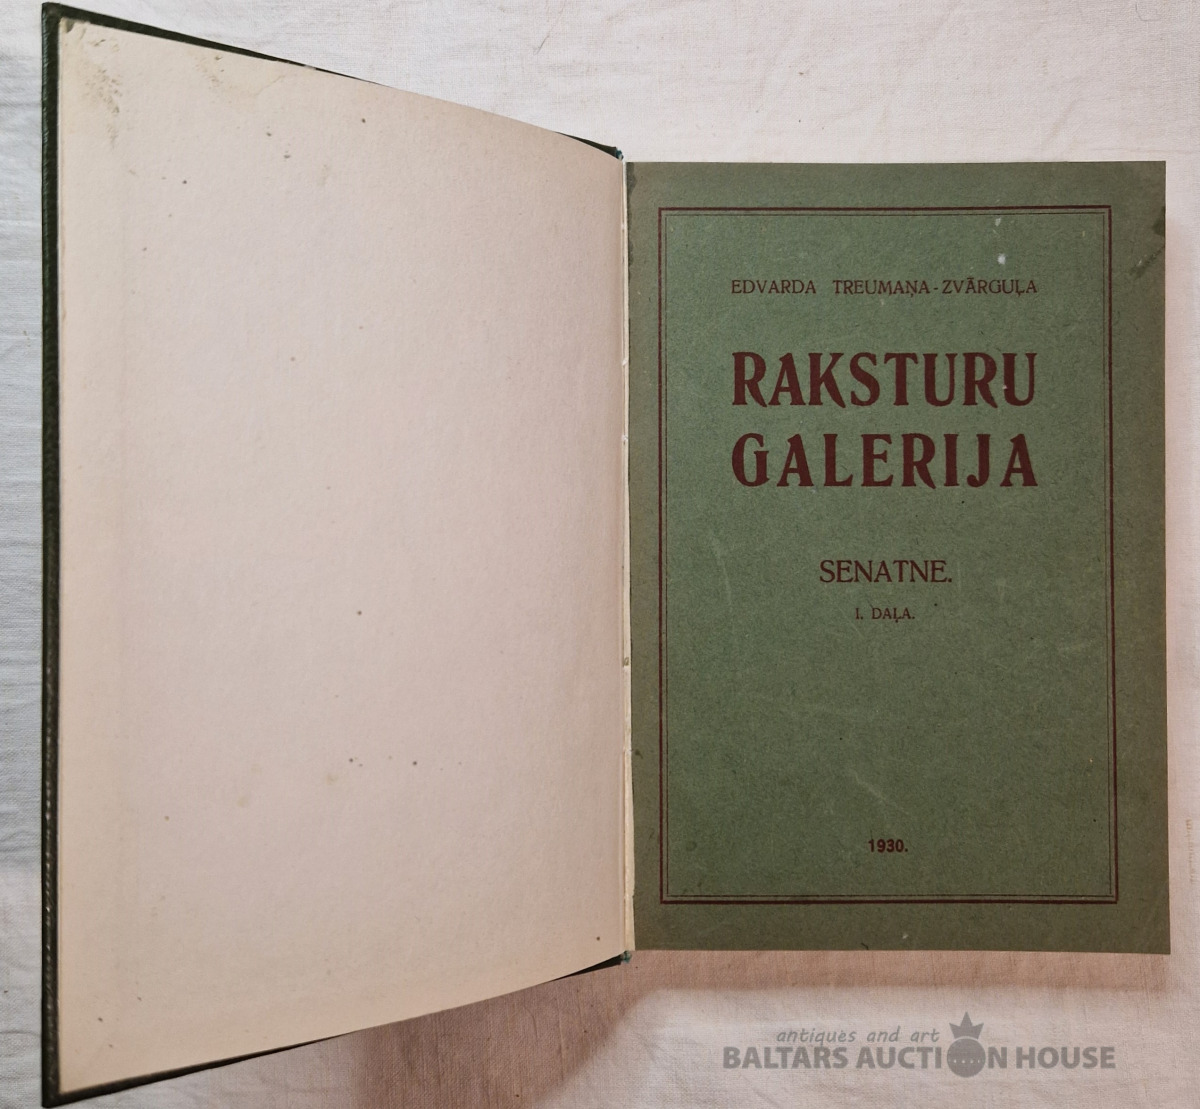 EDVARDA TREUMAŅA-ZVĀRGUĻA
RAKSTURU
GALERIJA
SENATNE.
I. DAĻA.
1930.
antiques and art
BALTARS AUCTION HOUSE